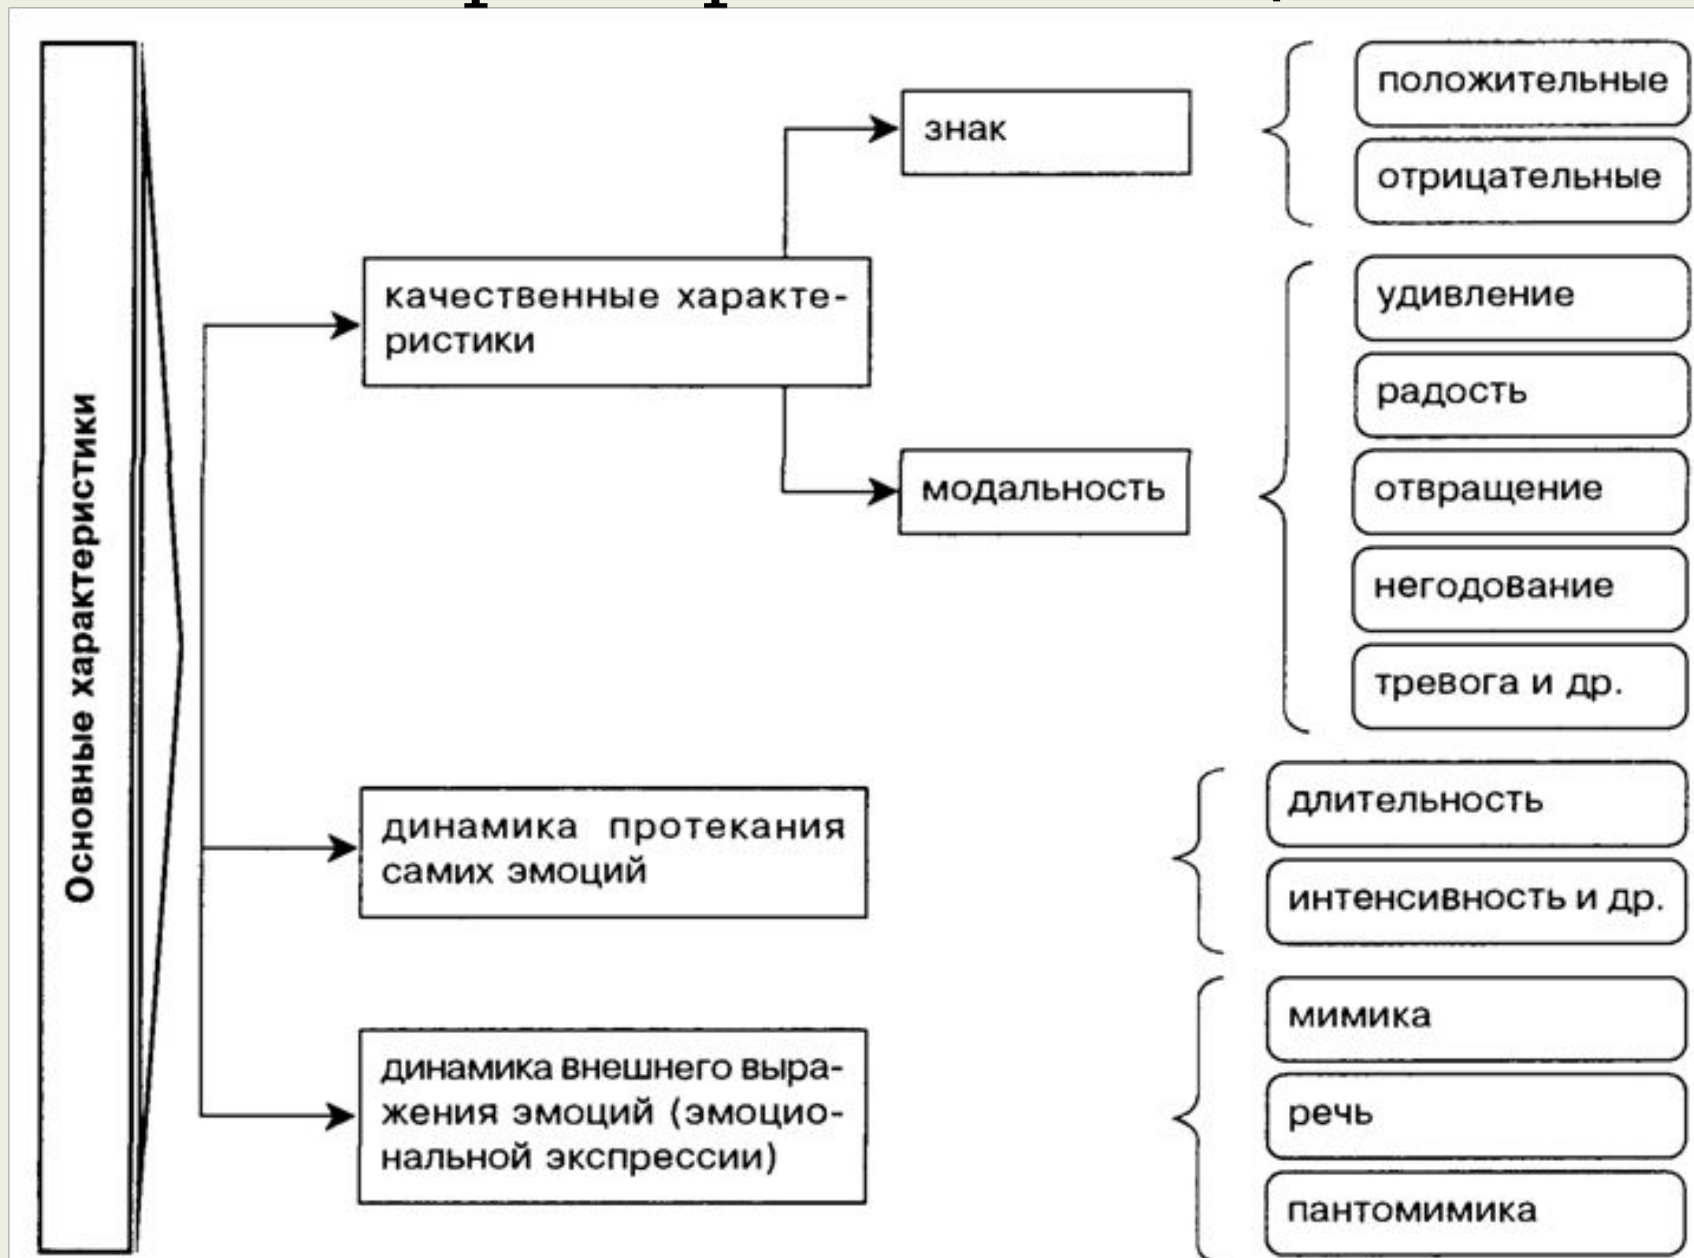 Основные характеристики
знак
положительные
отрицательные
качественные характе-
ристики
модальность
удивление
радость
отвращение
негодование
тревога и др.
динамика протекания
самих эмоций
длительность
интенсивность и др.
динамика внешнего выра-
жения эмоций (эмоцио-
нальной экспрессии)
мимика
речь
пантомимика